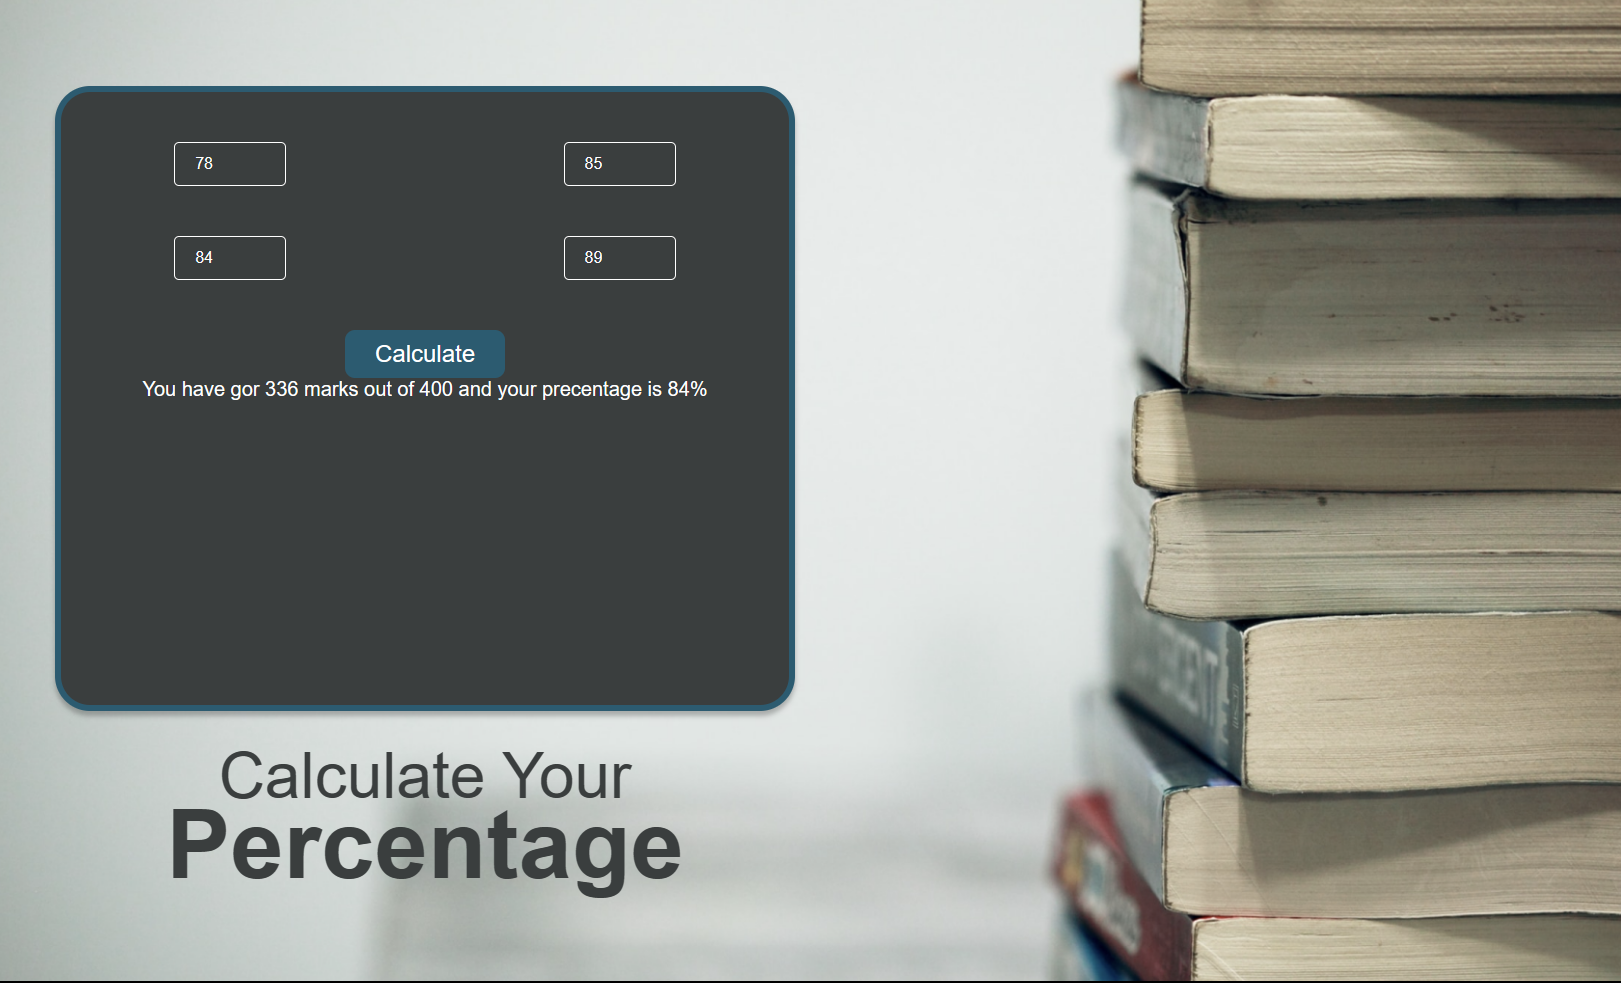 78
85
84
89
Calculate
You have gor 336 marks out of 400 and your precentage is 84%
Calculate Your
Percentage